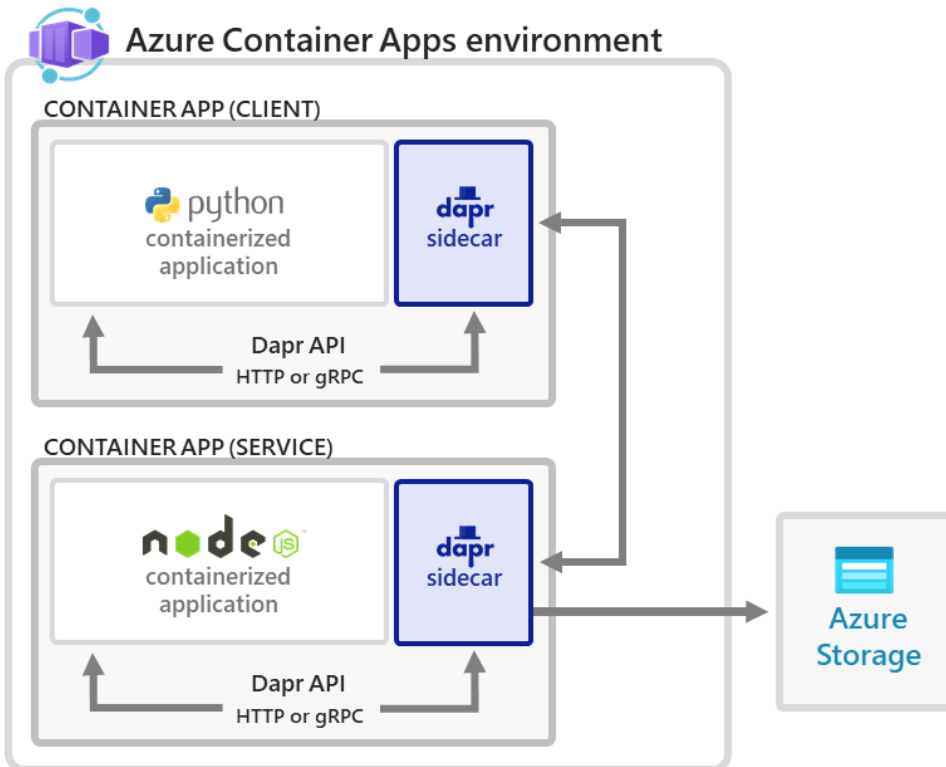 Azure Container Apps environment
CONTAINER APP (CLIENT)
python
containerized
application
dapr
sidecar
Dapr API
HTTP or gRPC
CONTAINER APP (SERVICE)
node JS™
containerized
application
dapr
sidecar
Dapr API
HTTP or gRPC
Azure
Storage